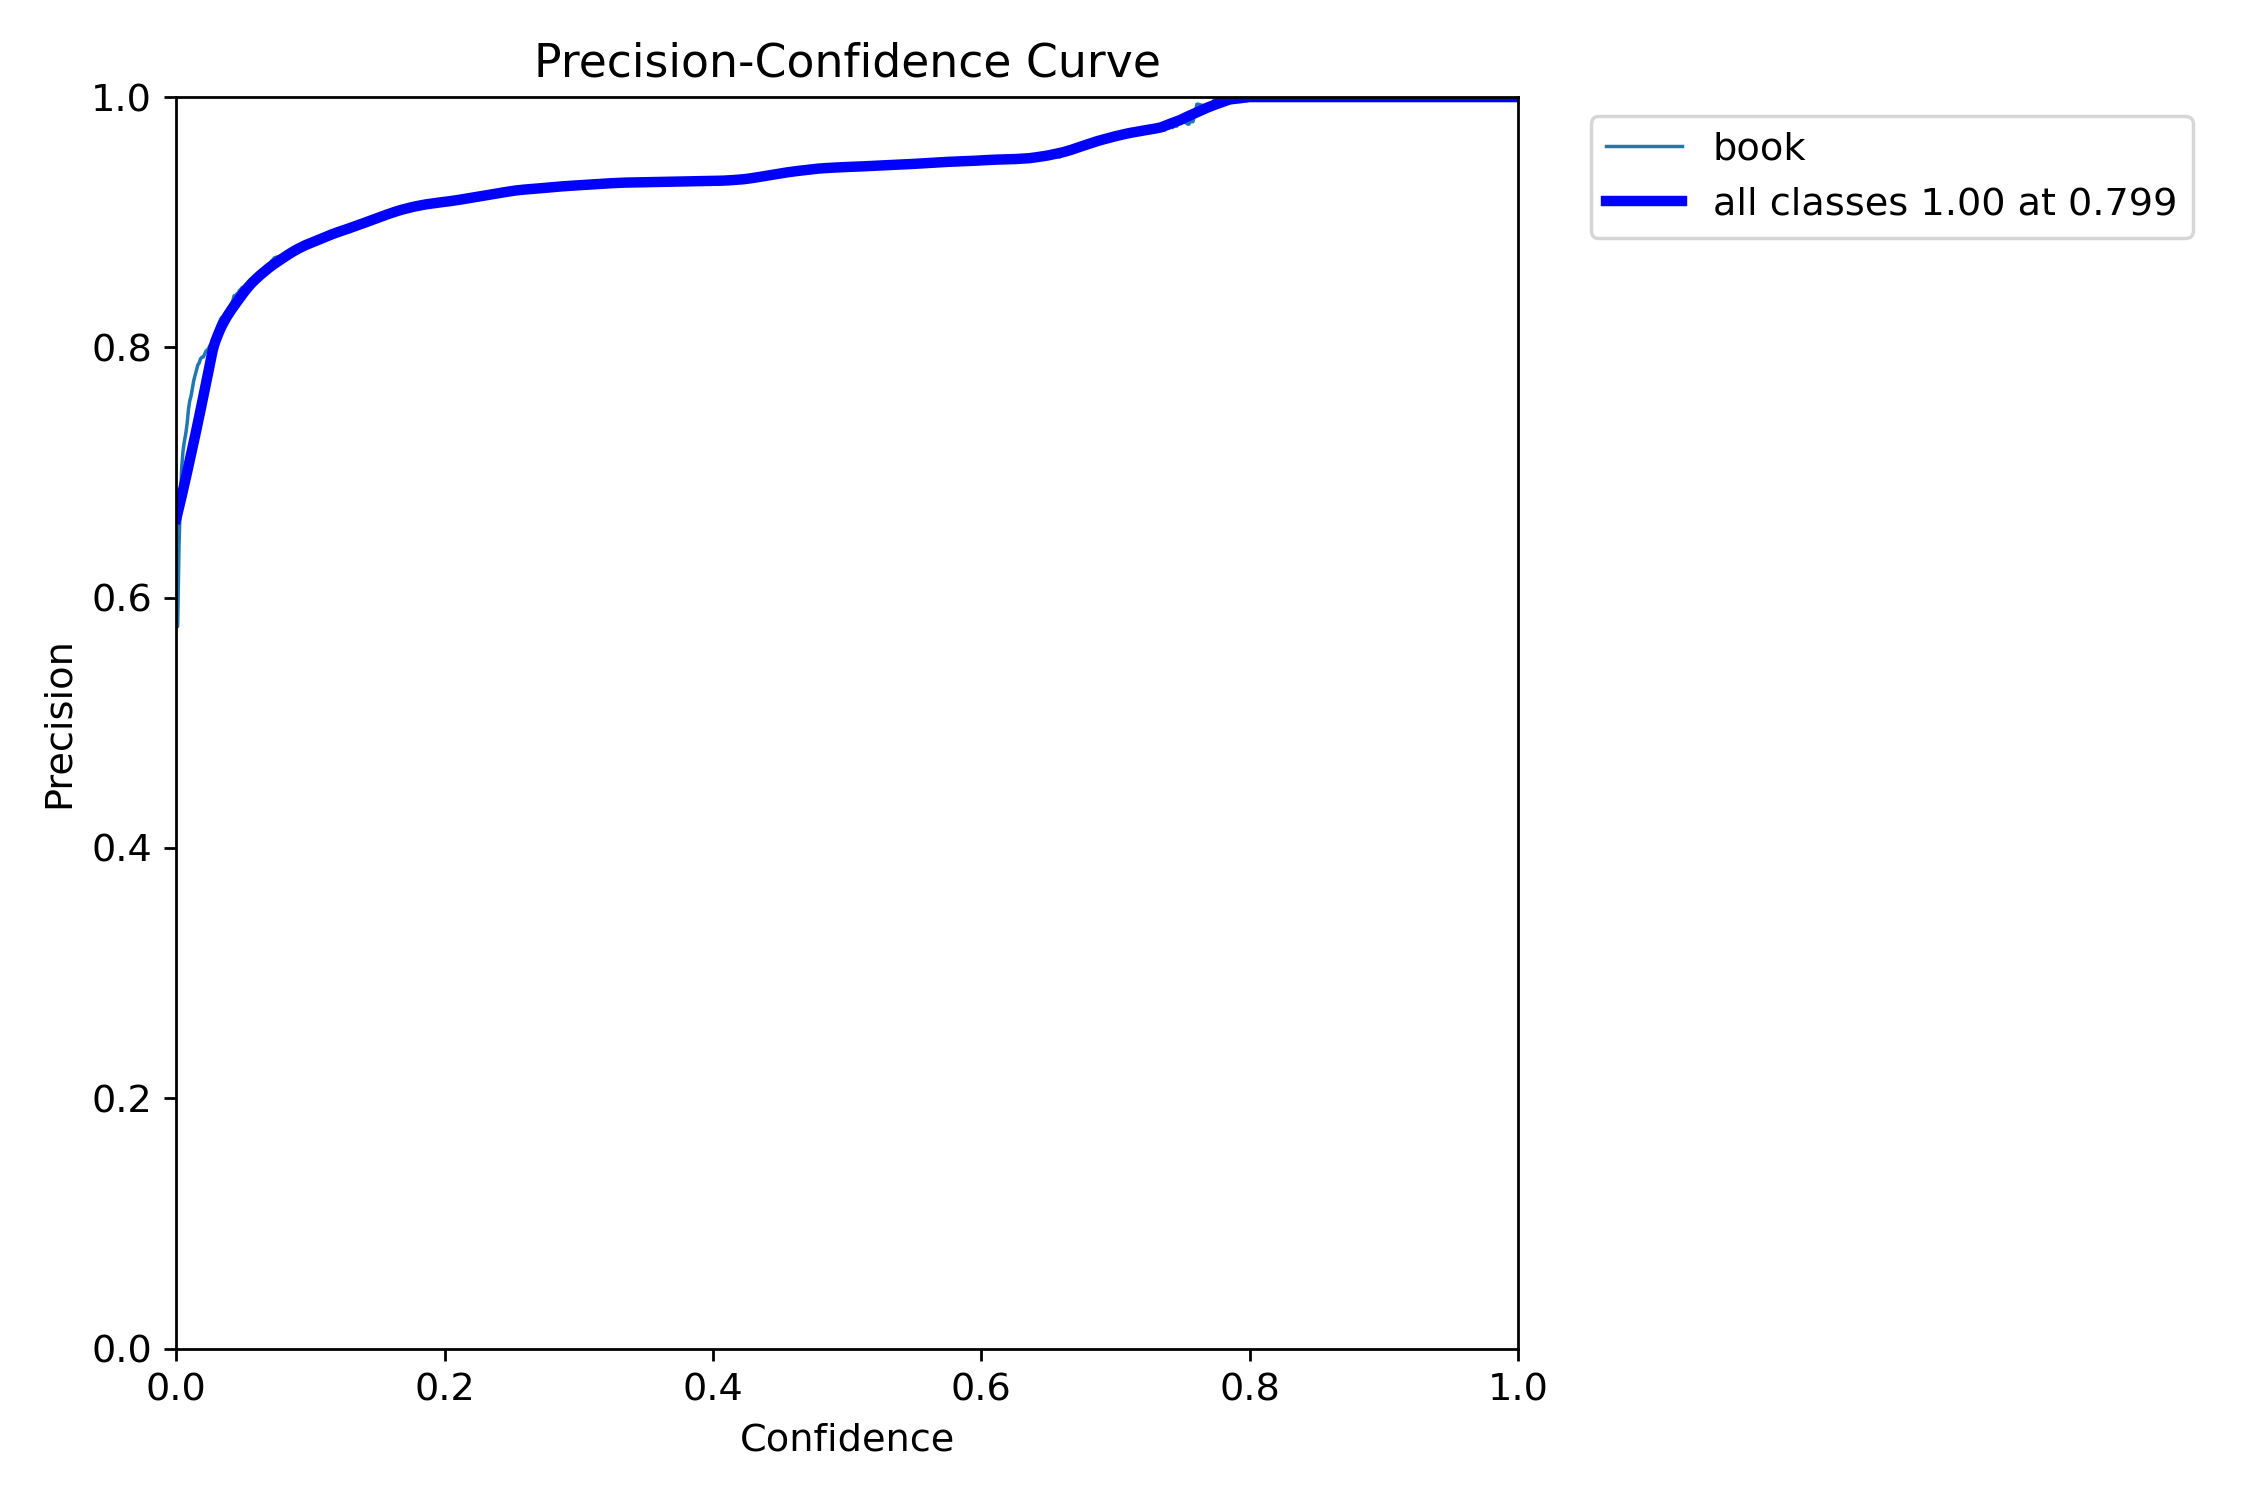 Precision-Confidence Curve
1.0
0.8
0.6
0.4
0.2
0.0
Precision
0.0 0.2 0.4 0.6 0.8 1.0
Confidence
book
all classes 1.00 at 0.799